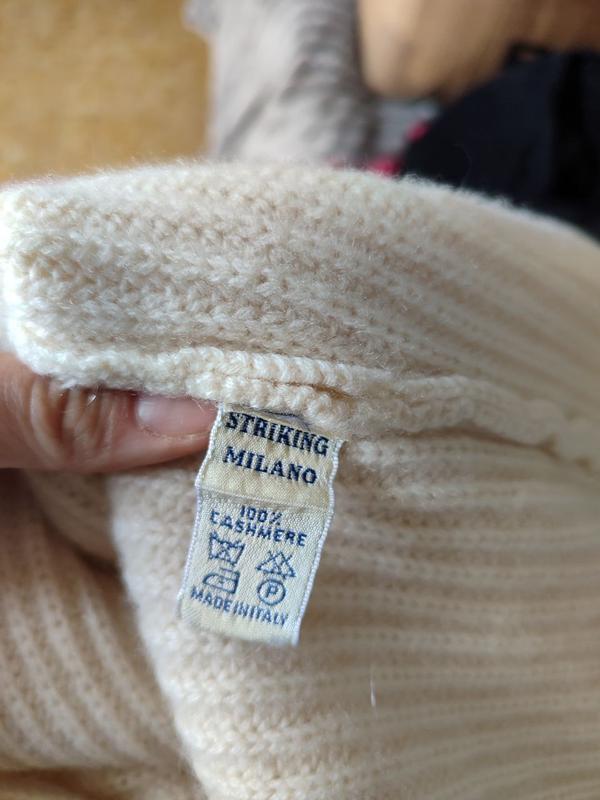 STRIKING
MILANO
100%
CASHMERE
P
MADE IN ITALY